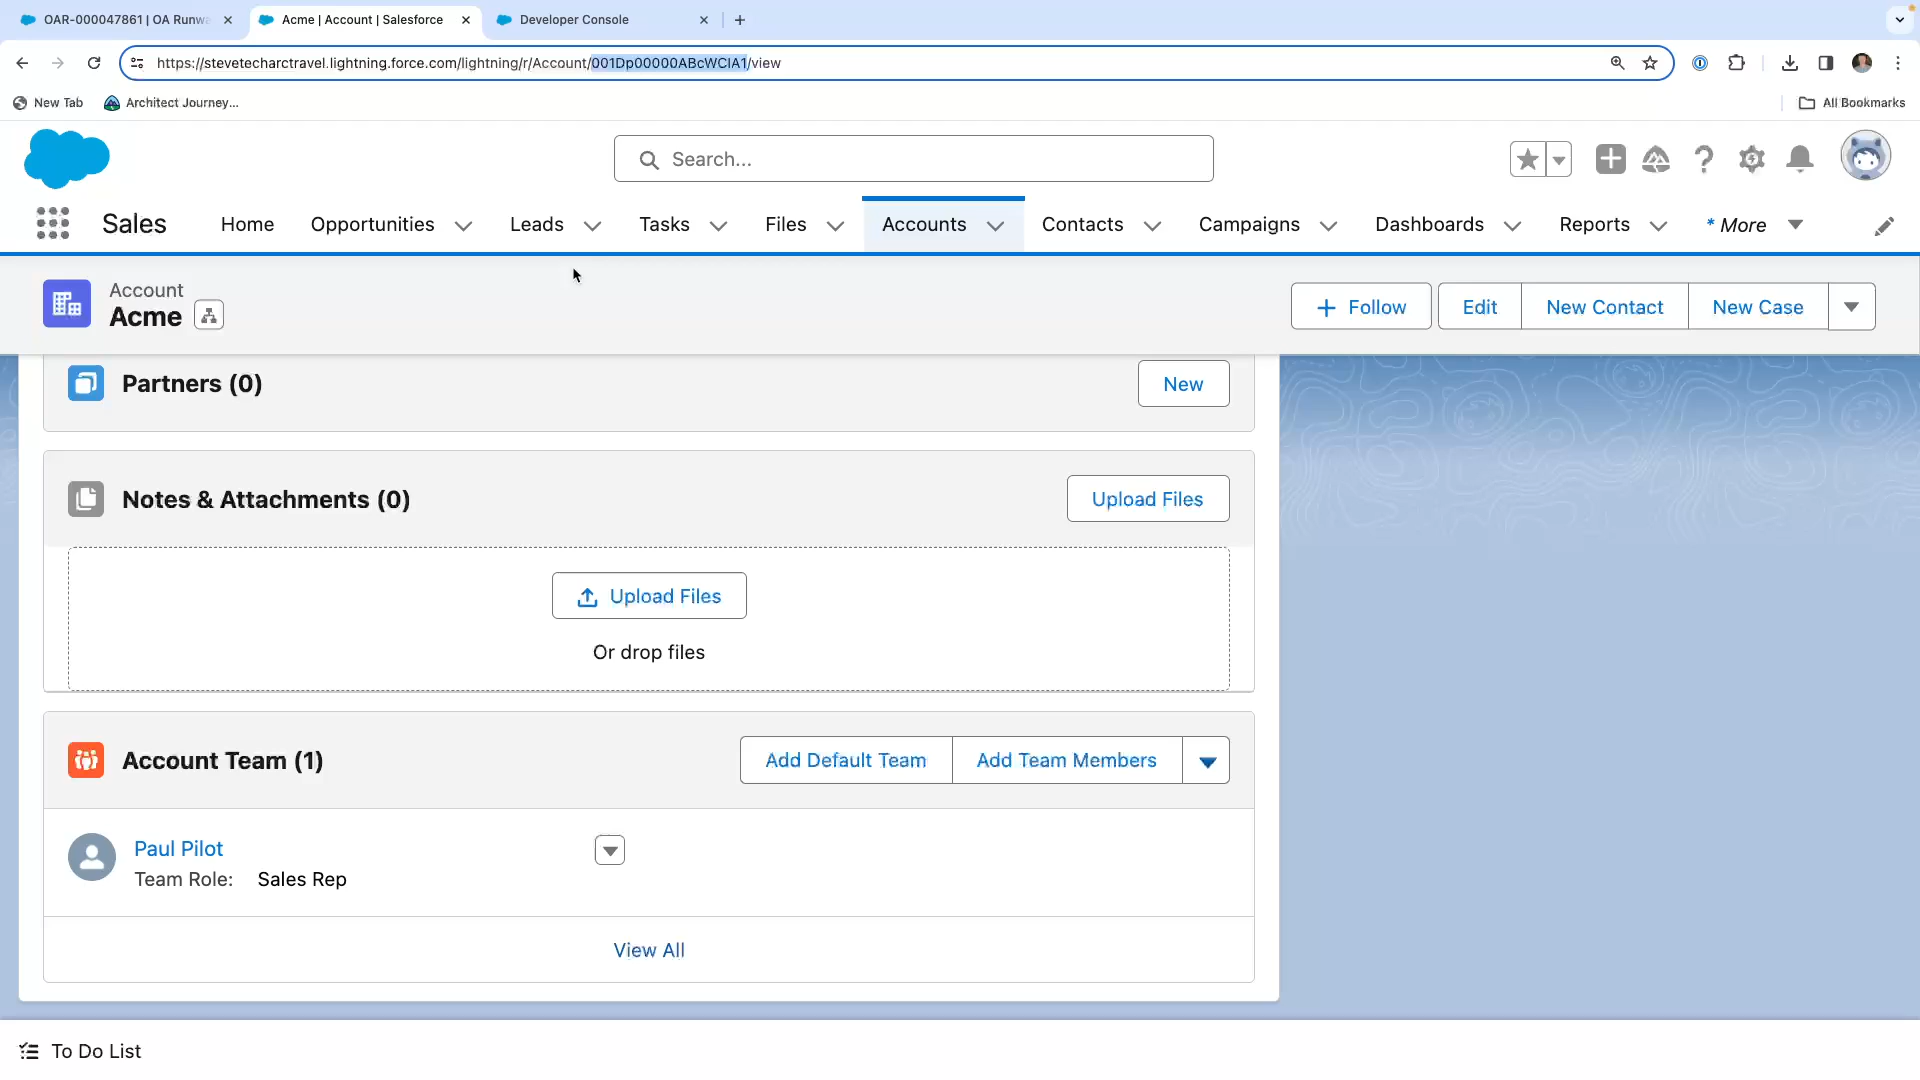 OAR-000047861 | OA Runwa
Acme | Account | Salesforce
Developer Console
https://stevetecharctravel.lightning.force.com/lightning/r/Account/001Dp00000ABcWCIA1/view
New Tab
Architect Journey...
All Bookmarks
Search...
Sales
Home
Opportunities
Leads
Tasks
Files
Accounts
Contacts
Campaigns
Dashboards
Reports
* More
Account
Acme
Follow
Edit
New Contact
New Case
Partners (0)
New
Notes & Attachments (0)
Upload Files
Upload Files
Or drop files
Account Team (1)
Add Default Team
Add Team Members
Paul Pilot
Team Role: Sales Rep
View All
To Do List